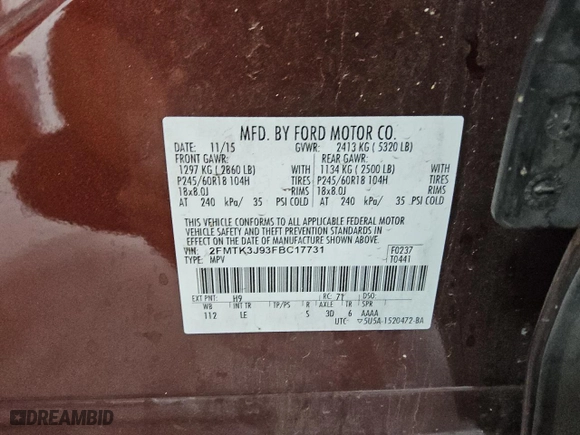 MFD. BY FORD MOTOR CO.
DATE: 11/15 GVWR: 2413 KG ( 5320 LB)
FRONT GAWR: REAR GAWR:
1297 KG ( 2860 LB) WITH 1134 KG ( 2500 LB) WITH
P245/60R18 104H TIRES P245/60R18 104H TIRES
18x8.0J RIMS 18x8.0J RIMS
AT 240 kPa/ 35 PSI COLD AT 240 kPa/ 35 PSI COLD
THIS VEHICLE CONFORMS TO ALL APPLICABLE FEDERAL MOTOR
VEHICLE SAFETY AND THEFT PREVENTION STANDARDS IN
EFFECT ON THE DATE OF MANUFACTURE SHOWN ABOVE.
VIN: 2FMTK3J93FBC17731 F0237
TYPE: MPV T0441
EXT PNT: H9 RC: 7Y DSO:
WB INT TR TP/PS R AXLE TR SPR
112 LE 5 3D 6 AAAA
UTC ▽5U5A-1520472-BA
DREAMBID